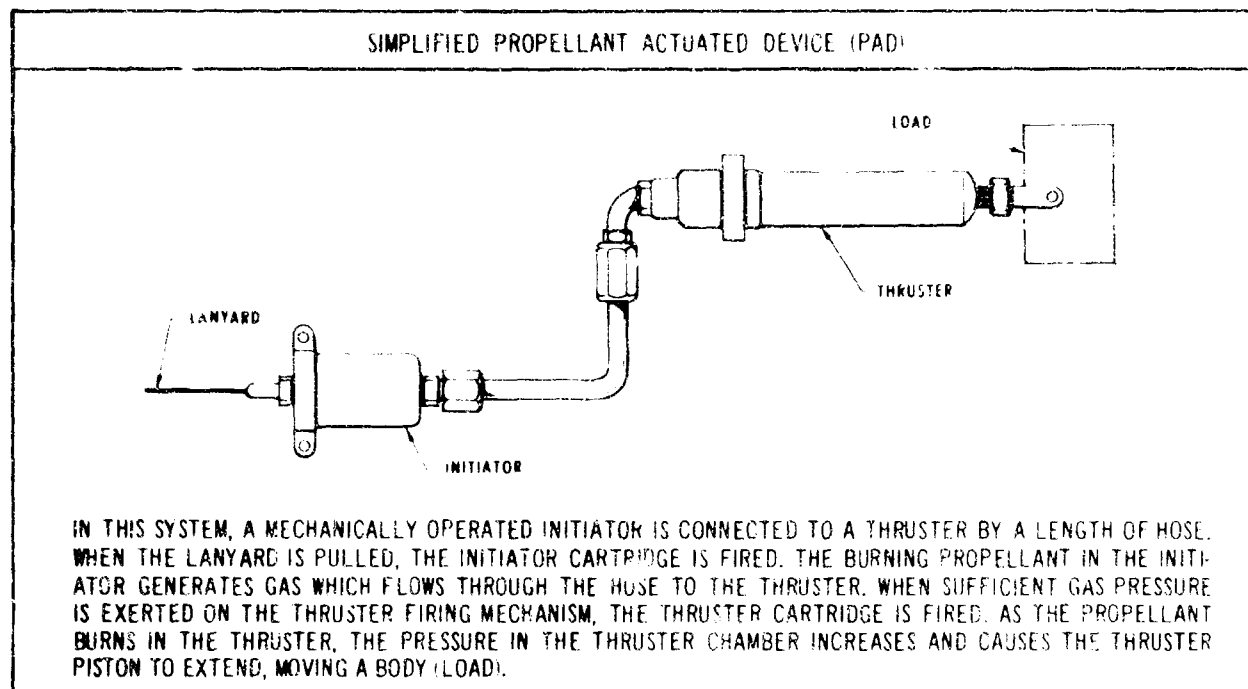 SIMPLIFIED PROPELLANT ACTUATED DEVICE (PAD)
LOAD
THRUSTER
LANYARD
INITIATOR
IN THIS SYSTEM, A MECHANICALLY OPERATED INITIATOR IS CONNECTED TO A THRUSTER BY A LENGTH OF HOSE.
WHEN THE LANYARD IS PULLED, THE INITIATOR CARTRIDGE IS FIRED. THE BURNING PROPELLANT IN THE INITI-
ATOR GENERATES GAS WHICH FLOWS THROUGH THE HOSE TO THE THRUSTER. WHEN SUFFICIENT GAS PRESSURE
IS EXERTED ON THE THRUSTER FIRING MECHANISM, THE THRUSTER CARTRIDGE IS FIRED. AS THE PROPELLANT
BURNS IN THE THRUSTER, THE PRESSURE IN THE THRUSTER CHAMBER INCREASES AND CAUSES THE THRUSTER
PISTON TO EXTEND, MOVING A BODY (LOAD).